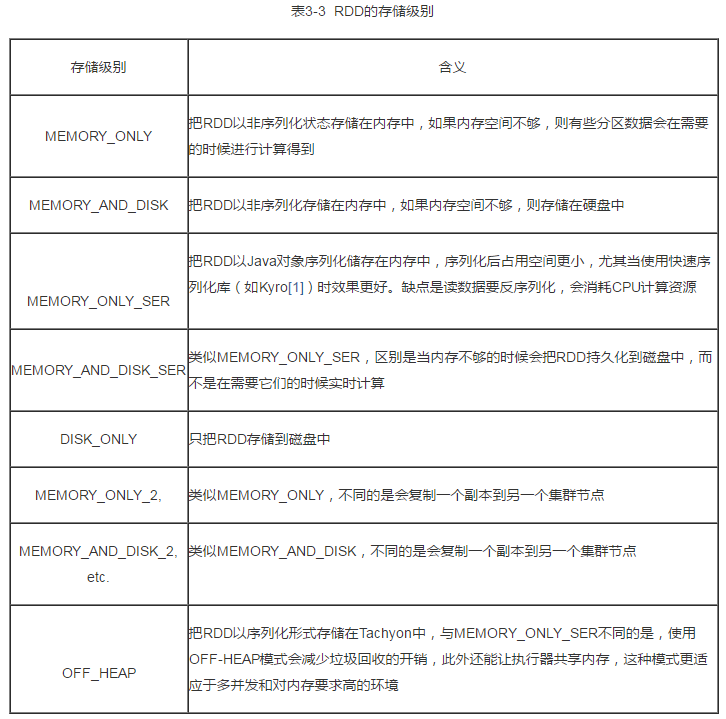 表3-3 RDD的存储级别
存储级别
含义
MEMORY_ONLY
把RDD以非序列化状态存储在内存中，如果内存空间不够，则有些分区数据会在需要
的时候进行计算得到
MEMORY_AND_DISK
把RDD以非序列化存储在内存中，如果内存空间不够，则存储在硬盘中
MEMORY_ONLY_SER
把RDD以Java对象序列化储存在内存中，序列化后占用空间更小，尤其当使用快速序
列化库（如Kyro[1]）时效果更好。缺点是读数据要反序列化，会消耗CPU计算资源
MEMORY_AND_DISK_SER
类似MEMORY_ONLY_SER，区别是当内存不够的时候会把RDD持久化到磁盘中，而
不是在需要它们的时候实时计算
DISK_ONLY
只把RDD存储到磁盘中
MEMORY_ONLY_2,
类似MEMORY_ONLY，不同的是会复制一个副本到另一个集群节点
MEMORY_AND_DISK_2,
etc.
类似MEMORY_AND_DISK，不同的是会复制一个副本到另一个集群节点
OFF_HEAP
把RDD以序列化形式存储在Tachyon中，与MEMORY_ONLY_SER不同的是，使用
OFF-HEAP模式会减少垃圾回收的开销，此外还能让执行器共享内存，这种模式更适
应于多并发和对内存要求高的环境